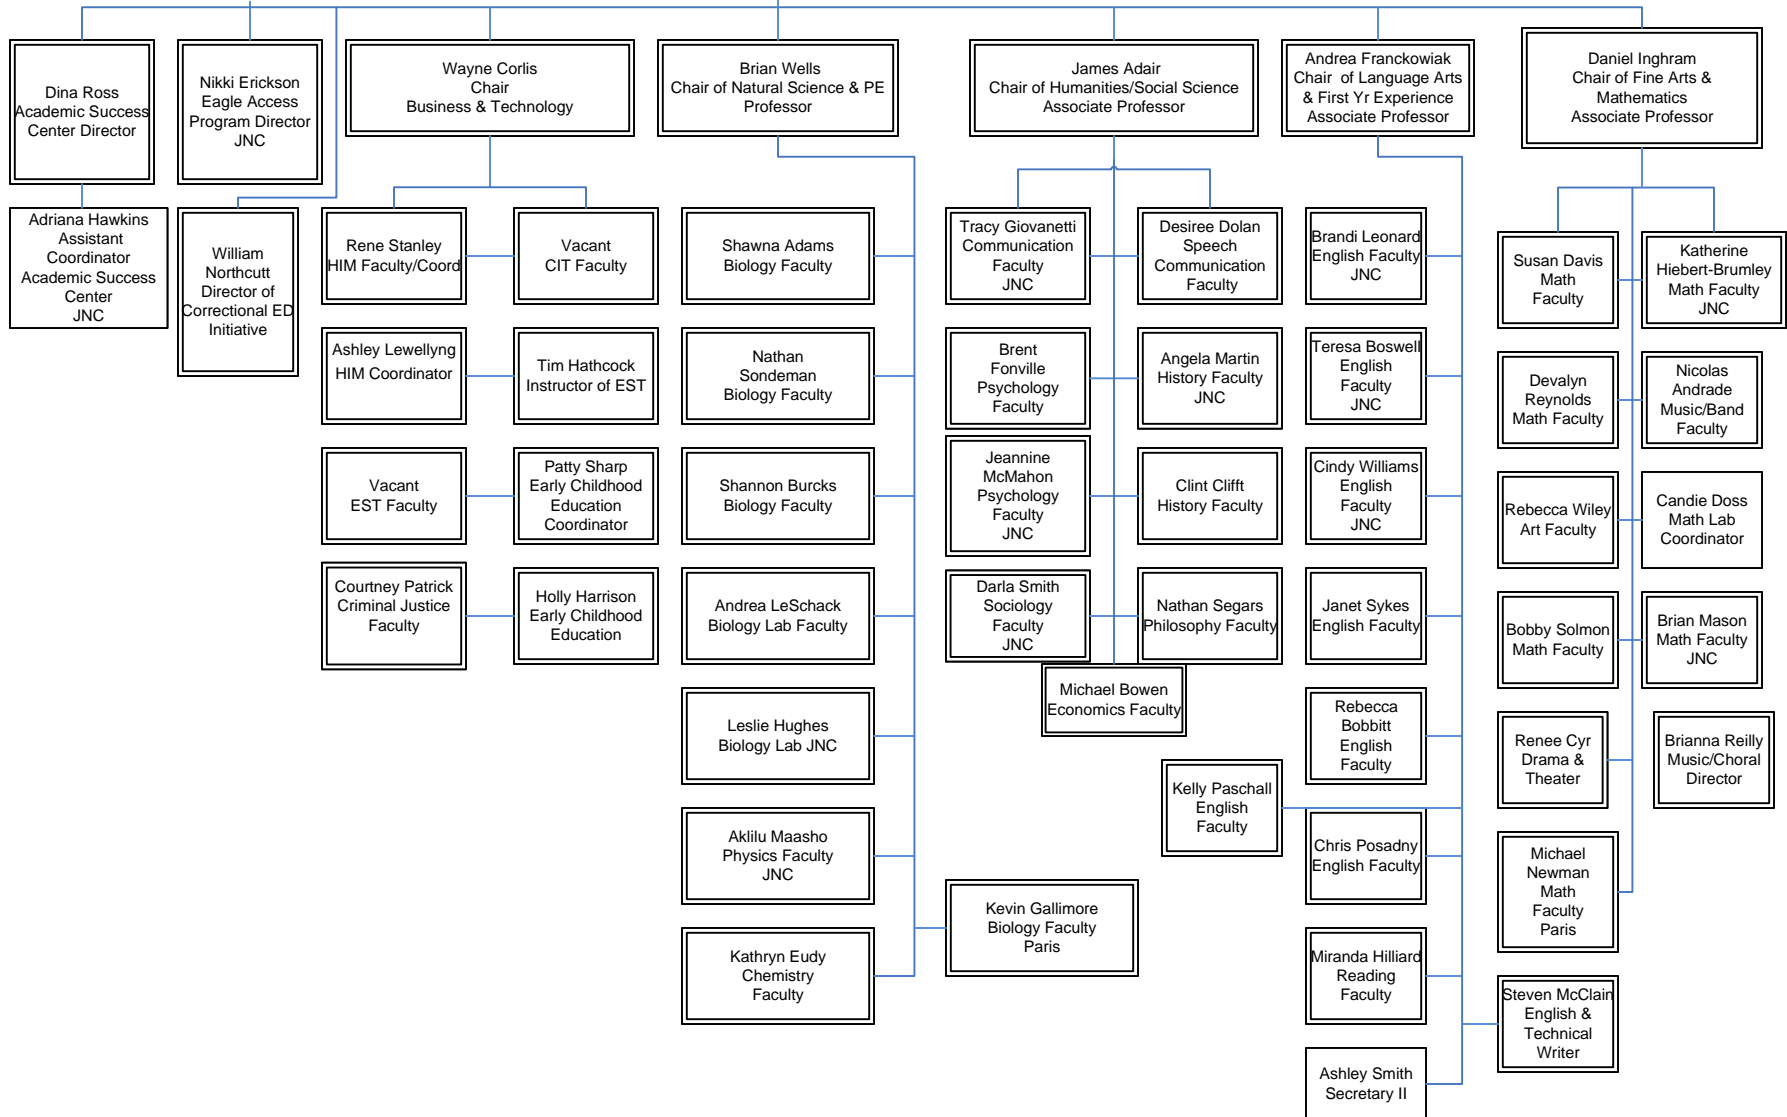 Dina Ross
Academic Success
Center Director
Nikki Erickson
Eagle Access
Program Director
JNC
Wayne Corlis
Chair
Business & Technology
Brian Wells
Chair of Natural Science & PE
Professor
James Adair
Chair of Humanities/Social Science
Associate Professor
Andrea Franckowiak
Chair of Language Arts
& First Yr Experience
Associate Professor
Daniel Inghram
Chair of Fine Arts &
Mathematics
Associate Professor
Adriana Hawkins
Assistant
Coordinator
Academic Success
Center
JNC
William
Northcutt
Director of
Correctional ED
Initiative
Rene Stanley
HIM Faculty/Coord
Vacant
CIT Faculty
Ashley Lewellyng
HIM Coordinator
Tim Hathcock
Instructor of EST
Vacant
EST Faculty
Patty Sharp
Early Childhood
Education
Coordinator
Courtney Patrick
Criminal Justice
Faculty
Holly Harrison
Early Childhood
Education
Shawna Adams
Biology Faculty
Nathan
Sondeman
Biology Faculty
Shannon Burcks
Biology Faculty
Andrea LeSchack
Biology Lab Faculty
Leslie Hughes
Biology Lab JNC
Aklilu Maasho
Physics Faculty
JNC
Kathryn Eudy
Chemistry
Faculty
Kevin Gallimore
Biology Faculty
Paris
Tracy Giovanetti
Communication
Faculty
JNC
Desiree Dolan
Speech
Communication
Faculty
Brent
Fonville
Psychology
Faculty
Angela Martin
History Faculty
JNC
Jeannine
McMahon
Psychology
Faculty
JNC
Clint Clifft
History Faculty
Darla Smith
Sociology
Faculty
JNC
Nathan Segars
Philosophy Faculty
Michael Bowen
Economics Faculty
Brandi Leonard
English Faculty
JNC
Teresa Boswell
English
Faculty
JNC
Cindy Williams
English
Faculty
JNC
Janet Sykes
English Faculty
Rebecca
Bobbitt
English
Faculty
Kelly Paschall
English
Faculty
Chris Posadny
English Faculty
Miranda Hilliard
Reading
Faculty
Steven McClain
English &
Technical
Writer
Ashley Smith
Secretary II
Susan Davis
Math
Faculty
Katherine
Hiebert-Brumley
Math Faculty
JNC
Devalyn
Reynolds
Math Faculty
Nicolas
Andrade
Music/Band
Faculty
Rebecca Wiley
Art Faculty
Candie Doss
Math Lab
Coordinator
Bobby Solmon
Math Faculty
Brian Mason
Math Faculty
JNC
Renee Cyr
Drama &
Theater
Brianna Reilly
Music/Choral
Director
Michael
Newman
Math
Faculty
Paris